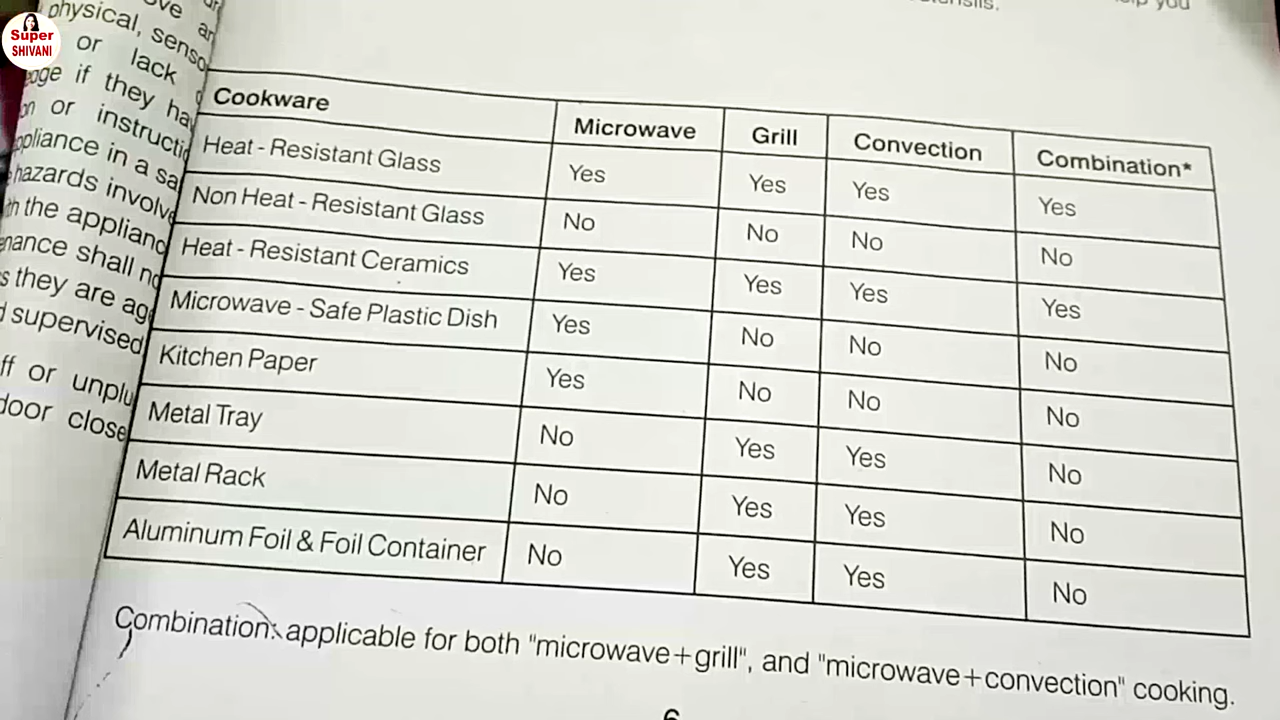 Super
SHIVANI
physical, senso
or lack
if they ha
or instructi
in a sa
hazards involve
the applianc
shall no
they are ag
supervised
or unplu
door close
you
Cookware Microwave Grill Convection Combination*
Heat - Resistant Glass Yes Yes Yes Yes
Non Heat - Resistant Glass No No No No
Heat - Resistant Ceramics Yes Yes Yes Yes
Microwave - Safe Plastic Dish Yes No No No
Kitchen Paper Yes No No No
Metal Tray No Yes Yes No
Metal Rack No Yes Yes No
Aluminum Foil & Foil Container No Yes Yes No
Combination: applicable for both "microwave+grill", and "microwave+convection" cooking.
6